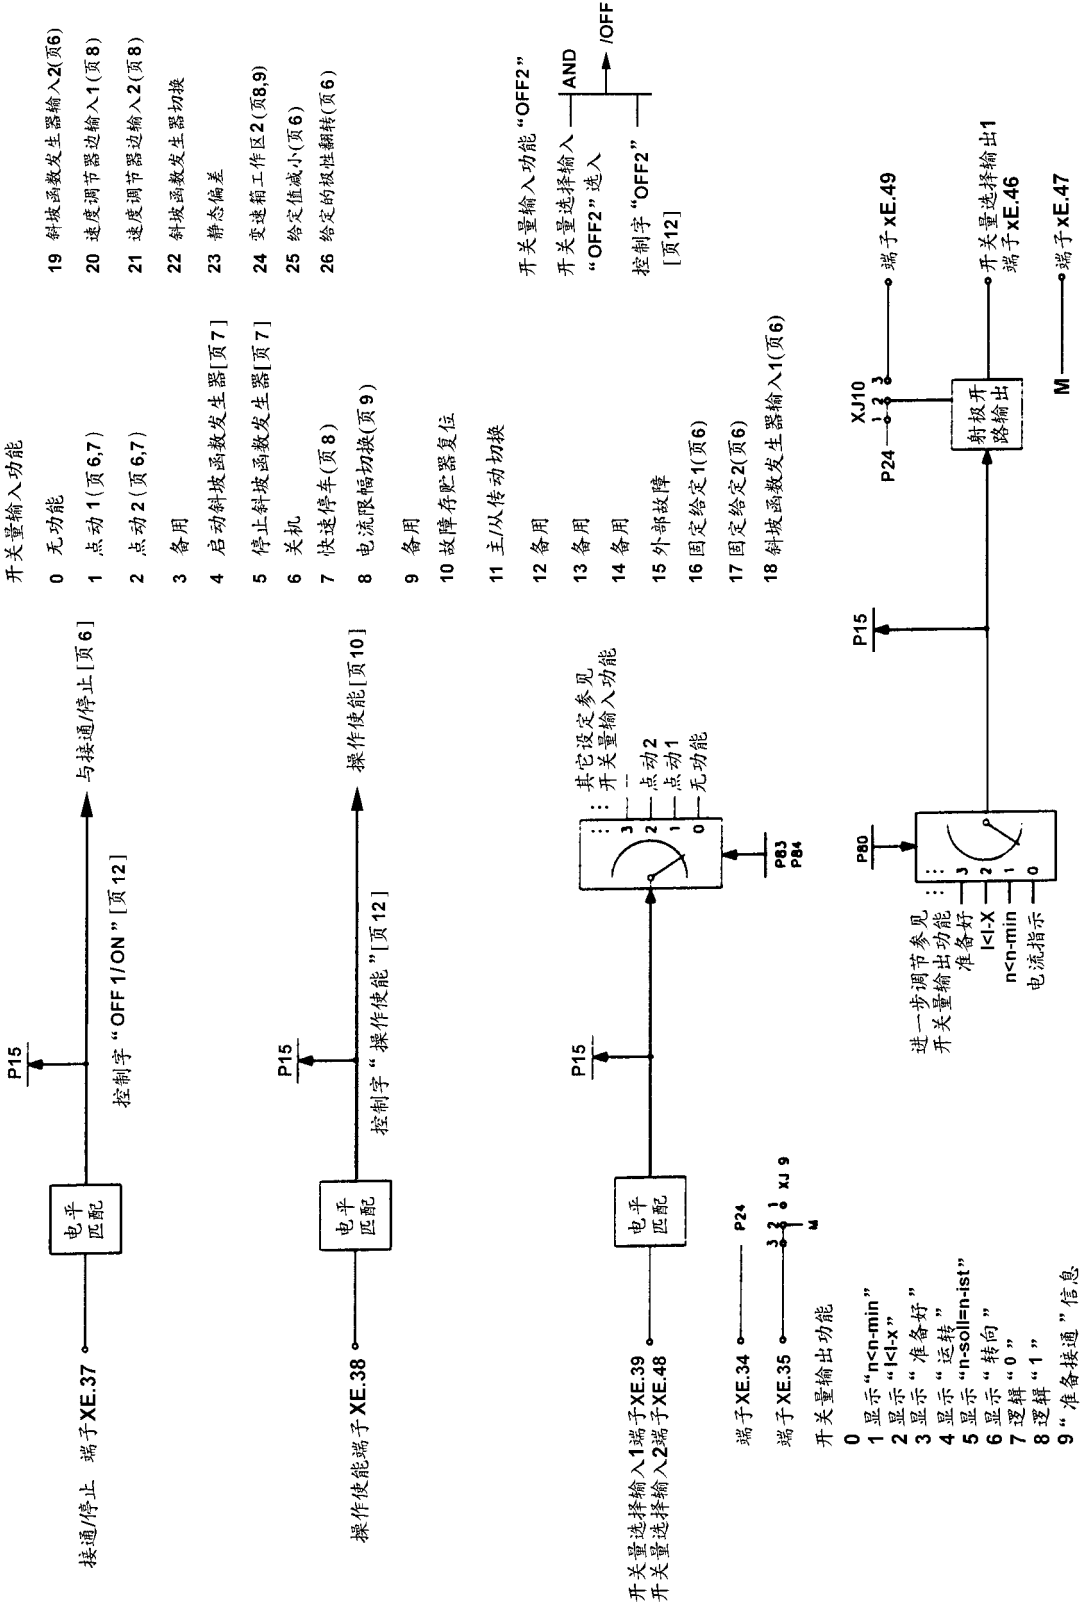 接通/停止 端子XE.37
电平
匹配
P15
控制字“OFF 1/ON”[页12]
与接通/停止[页6]
操作使能端子XE.38
电平
匹配
P15
控制字“操作使能”[页12]
操作使能[页10]
开关量选择输入1端子XE.39
开关量选择输入2端子XE.48
电平
匹配
P15
3
2
1
0
其它设定参见
开关量输入功能
点动2
点动1
无功能
P83
P84
端子XE.34
P24
端子XE.35
3 2 1 XJ 9
M
开关量输出功能
0
1 显示“n<n-min”
2 显示“I<I-x”
3 显示“准备好”
4 显示“运转”
5 显示“n-soll=n-ist”
6 显示“转向”
7 逻辑“0”
8 逻辑“1”
9“准备接通”信息
进一步调节参见
开关量输出功能
准备好
I<I-X
n<n-min
电流指示
3
2
1
0
P80
P15
射极开
路输出
P24
XJ10
1 2 3
端子xE.49
开关量选择输出1
端子xE.46
M
端子xE.47
开关量输入功能
0 无功能
1 点动1(页6,7)
2 点动2(页6,7)
3 备用
4 启动斜坡函数发生器[页7]
5 停止斜坡函数发生器[页7]
6 关机
7 快速停车(页8)
8 电流限幅切换(页9)
9 备用
10 故障存贮器复位
11 主/从传动切换
12 备用
13 备用
14 备用
15 外部故障
16 固定给定1(页6)
17 固定给定2(页6)
18 斜坡函数发生器输入1(页6)
19 斜坡函数发生器输入2(页6)
20 速度调节器边输入1(页8)
21 速度调节器边输入2(页8)
22 斜坡函数发生器切换
23 静态偏差
24 变速箱工作区2(页8,9)
25 给定值减小(页6)
26 给定的极性翻转(页6)
开关量输入功能“OFF2”
开关量选择输入
“OFF2”选入
控制字“OFF2”
[页12]
AND
/OFF